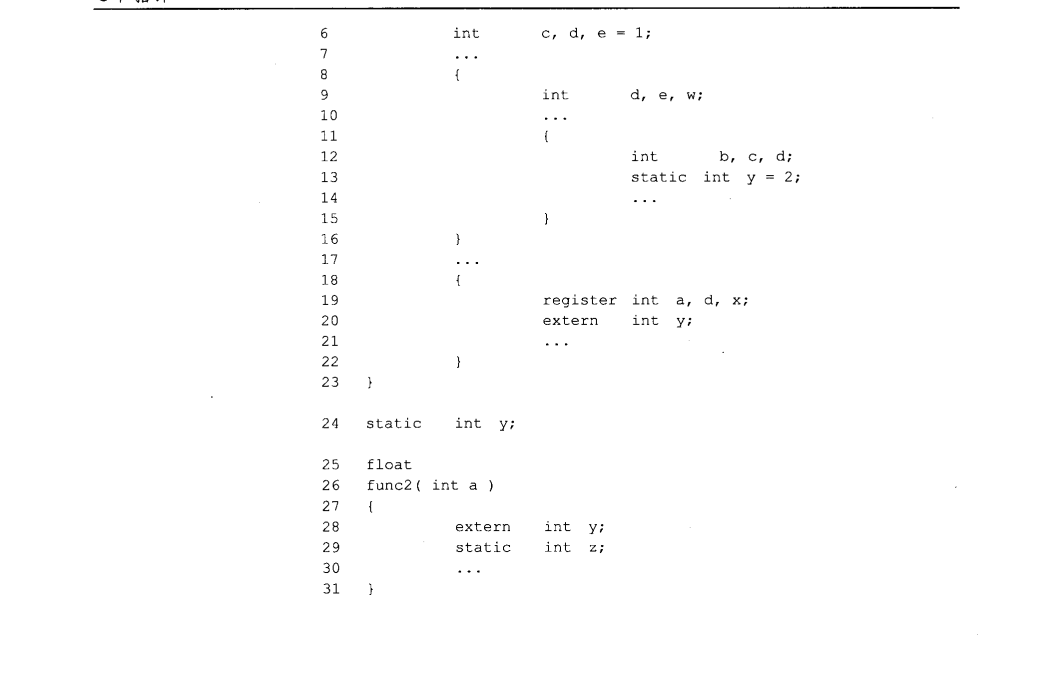 6 int c, d, e = 1;
7 ...
8 {
9 int d, e, w;
10 ...
11 {
12 int b, c, d;
13 static int y = 2;
14 ...
15 }
16 }
17 ...
18 {
19 register int a, d, x;
20 extern int y;
21 ...
22 }
23 }
24 static int y;
25 float
26 func2( int a )
27 {
28 extern int y;
29 static int z;
30 ...
31 }